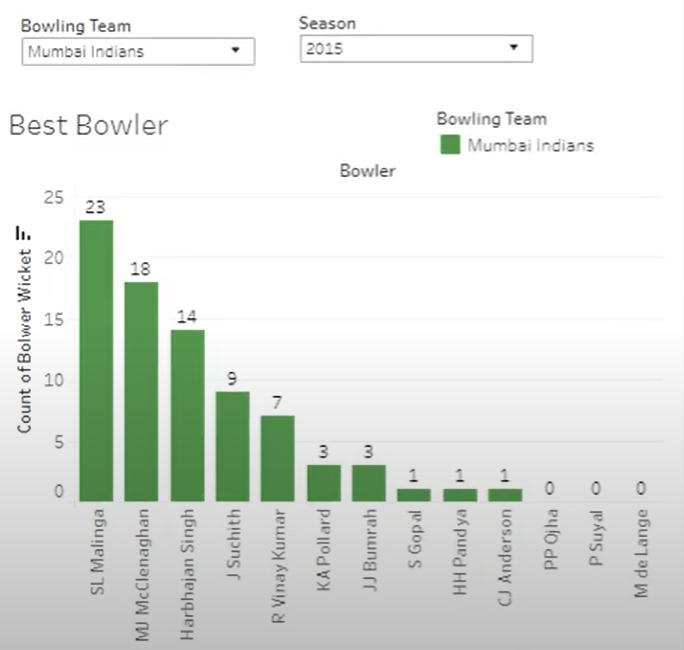 Bowling Team
Season
Mumbai Indians
2015
Best Bowler
Bowling Team
Mumbai Indians
Bowler
Count of Bolwer Wicket
25
20
15
10
5
0
23
18
14
9
7
3
3
1
1
1
0
0
0
SL Malinga
MJ McClenaghan
Harbhajan Singh
J Suchith
R Vinay Kumar
KA Pollard
JJ Bumrah
S Gopal
HH Pandya
CJ Anderson
PP Ojha
P Suyal
M de Lange